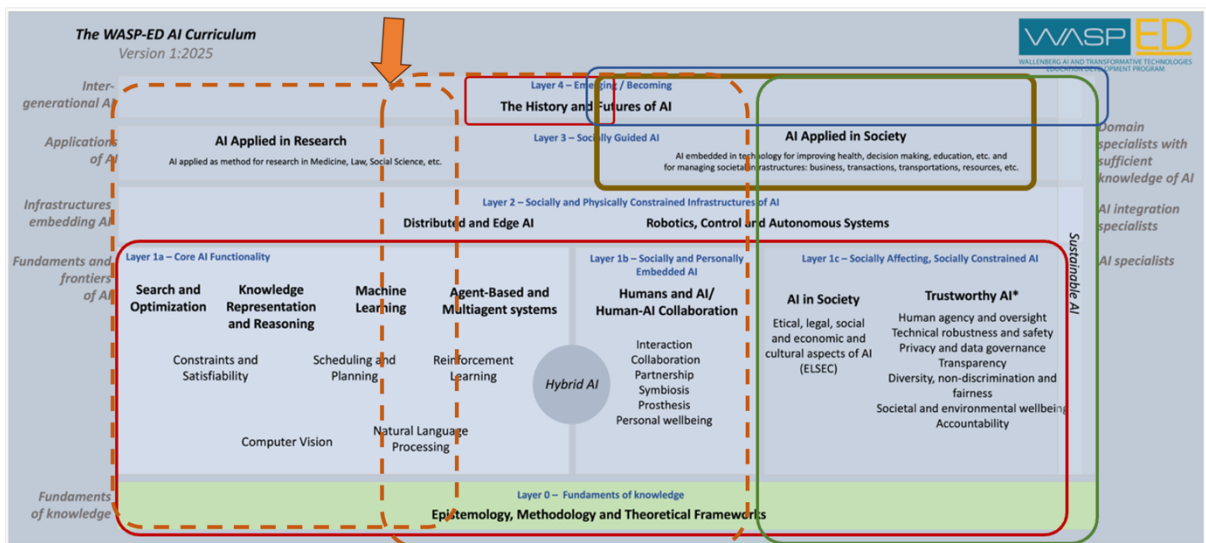 The WASP-ED AI Curriculum
Version 1:2025
WASP ED
WALLENBERG AI AND TRANSFORMATIVE TECHNOLOGIES
EDUCATION DEVELOPMENT PROGRAM
Inter-
generational AI
Layer 4 – Emerging / Becoming
The History and Futures of AI
Applications
of AI
AI Applied in Research
AI applied as method for research in Medicine, Law, Social Science, etc.
Layer 3 – Socially Guided AI
AI Applied in Society
AI embedded in technology for improving health, decision making, education, etc. and
for managing societal infrastructures: business, transactions, transportations, resources, etc.
Domain
specialists with
sufficient
knowledge of AI
Infrastructures
embedding AI
Layer 2 – Socially and Physically Constrained Infrastructures of AI
Distributed and Edge AI
Robotics, Control and Autonomous Systems
AI integration
specialists
Fundaments and
frontiers
of AI
Layer 1a – Core AI Functionality
Search and
Optimization
Knowledge
Representation
and Reasoning
Machine
Learning
Agent-Based and
Multiagent systems
Constraints and
Satisfiability
Scheduling and
Planning
Reinforcement
Learning
Computer Vision
Natural Language
Processing
Hybrid AI
Layer 1b – Socially and Personally
Embedded AI
Humans and AI/
Human-AI Collaboration
Interaction
Collaboration
Partnership
Symbiosis
Prosthesis
Personal wellbeing
Layer 1c – Socially Affecting, Socially Constrained AI
AI in Society
Etical, legal, social
and economic and
cultural aspects of AI
(ELSEC)
Trustworthy AI*
Human agency and oversight
Technical robustness and safety
Privacy and data governance
Transparency
Diversity, non-discrimination and
fairness
Societal and environmental wellbeing
Accountability
Sustainable AI
AI specialists
Fundaments
of knowledge
Layer 0 – Fundaments of knowledge
Epistemology, Methodology and Theoretical Frameworks